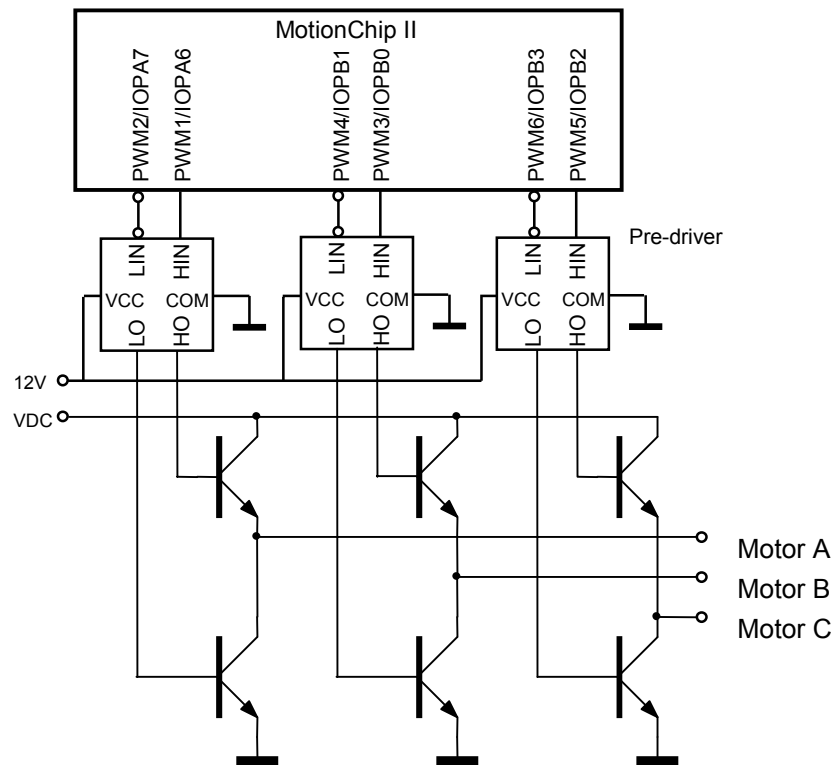 MotionChip II
PWM2/IOPA7
PWM1/IOPA6
PWM4/IOPB1
PWM3/IOPB0
PWM6/IOPB3
PWM5/IOPB2
Pre-driver
LIN
HIN
VCC
COM
LO
HO
LIN
HIN
VCC
COM
LO
HO
LIN
HIN
VCC
COM
LO
HO
12V
VDC
Motor A
Motor B
Motor C